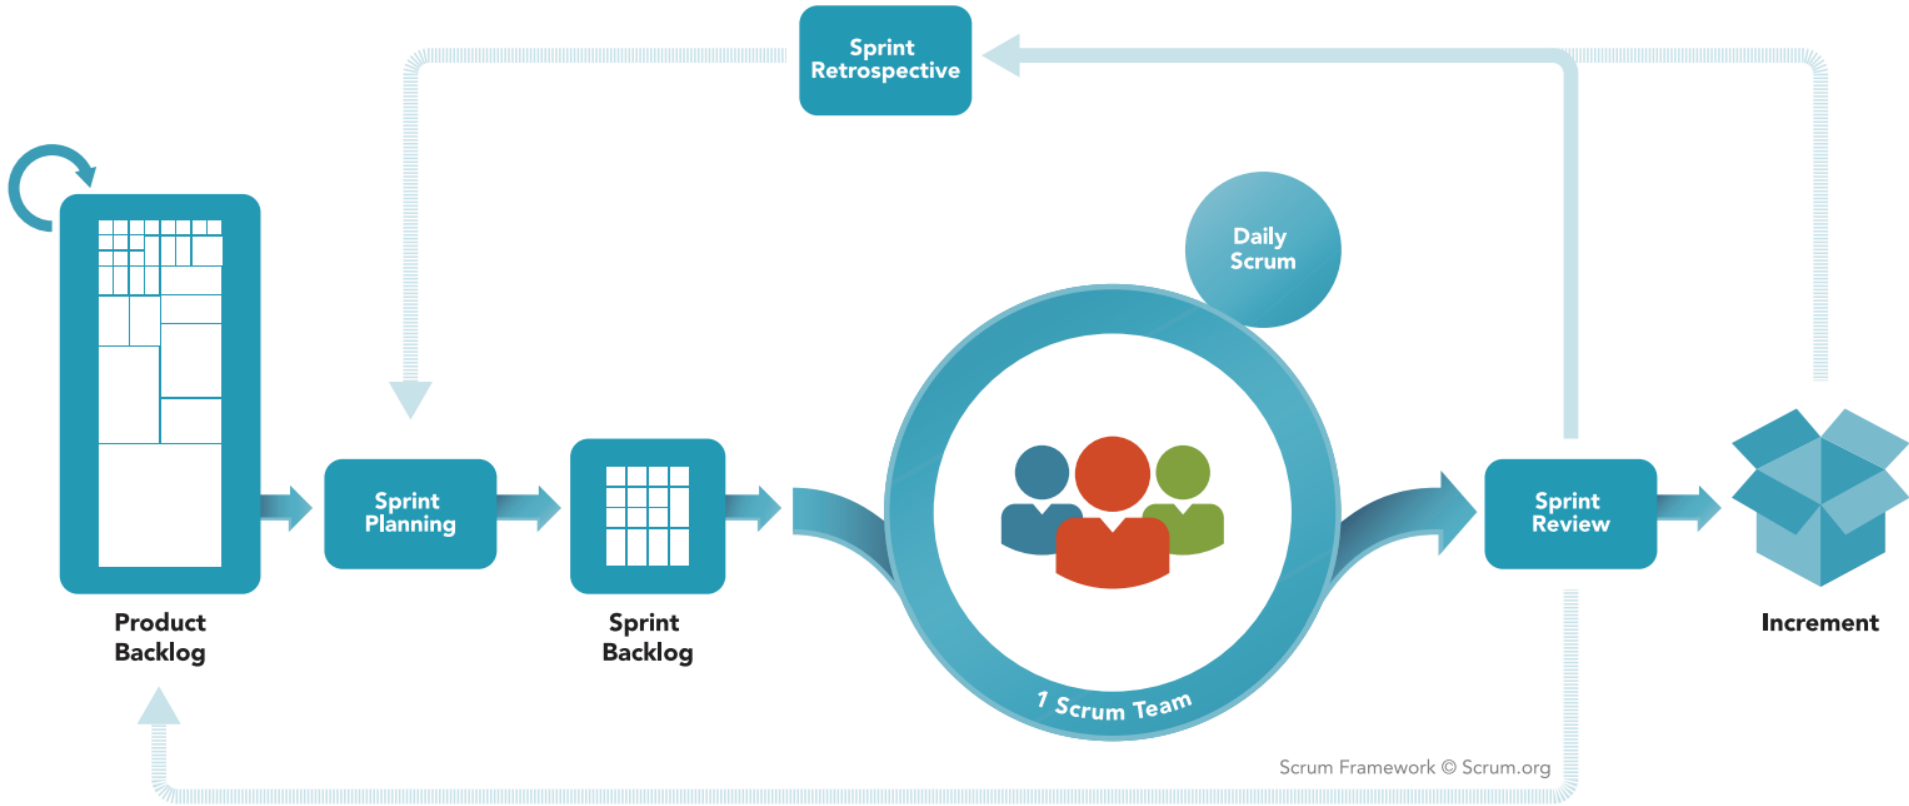 Sprint
Retrospective
Daily
Scrum
Sprint
Planning
Sprint
Review
Product
Backlog
Sprint
Backlog
1 Scrum Team
Increment
Scrum Framework © Scrum.org